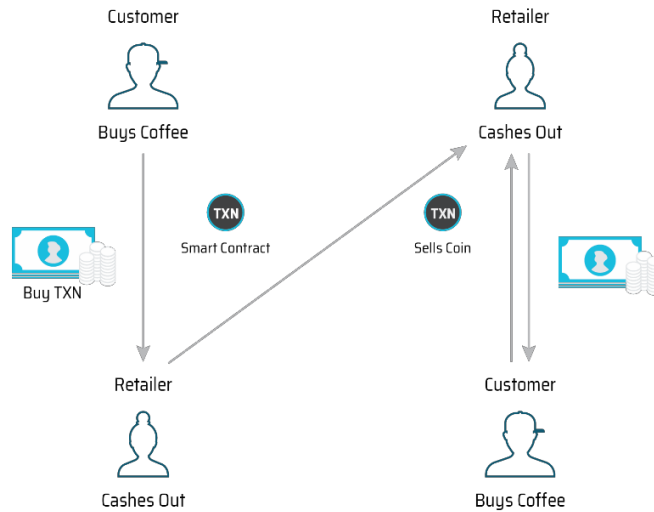 Customer
Retailer
Buys Coffee
Cashes Out
TXN
TXN
Smart Contract
Sells Coin
Buy TXN
Retailer
Customer
Cashes Out
Buys Coffee